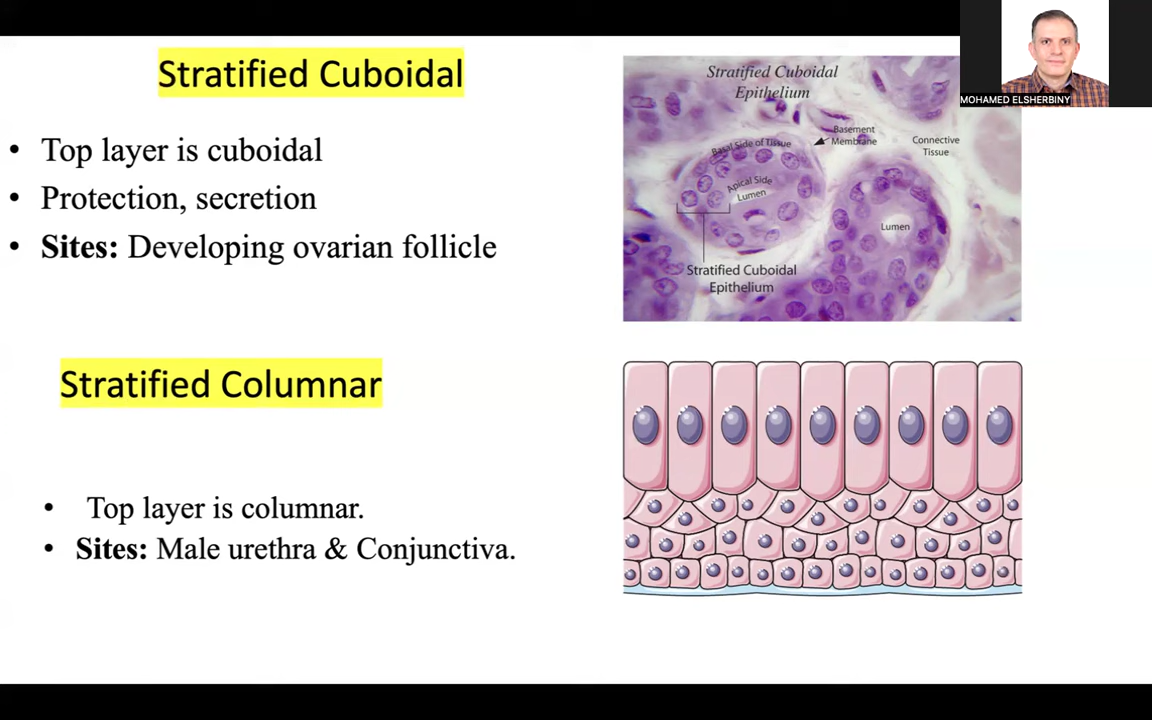 Stratified Cuboidal
• Top layer is cuboidal
• Protection, secretion
• Sites: Developing ovarian follicle
Stratified Cuboidal
Epithelium
Basement
Membrane
Connective
Tissue
Basal Side of Tissue
Apical Side
Lumen
Lumen
Stratified Cuboidal
Epithelium
MOHAMED ELSHERBINY
Stratified Columnar
• Top layer is columnar.
• Sites: Male urethra & Conjunctiva.